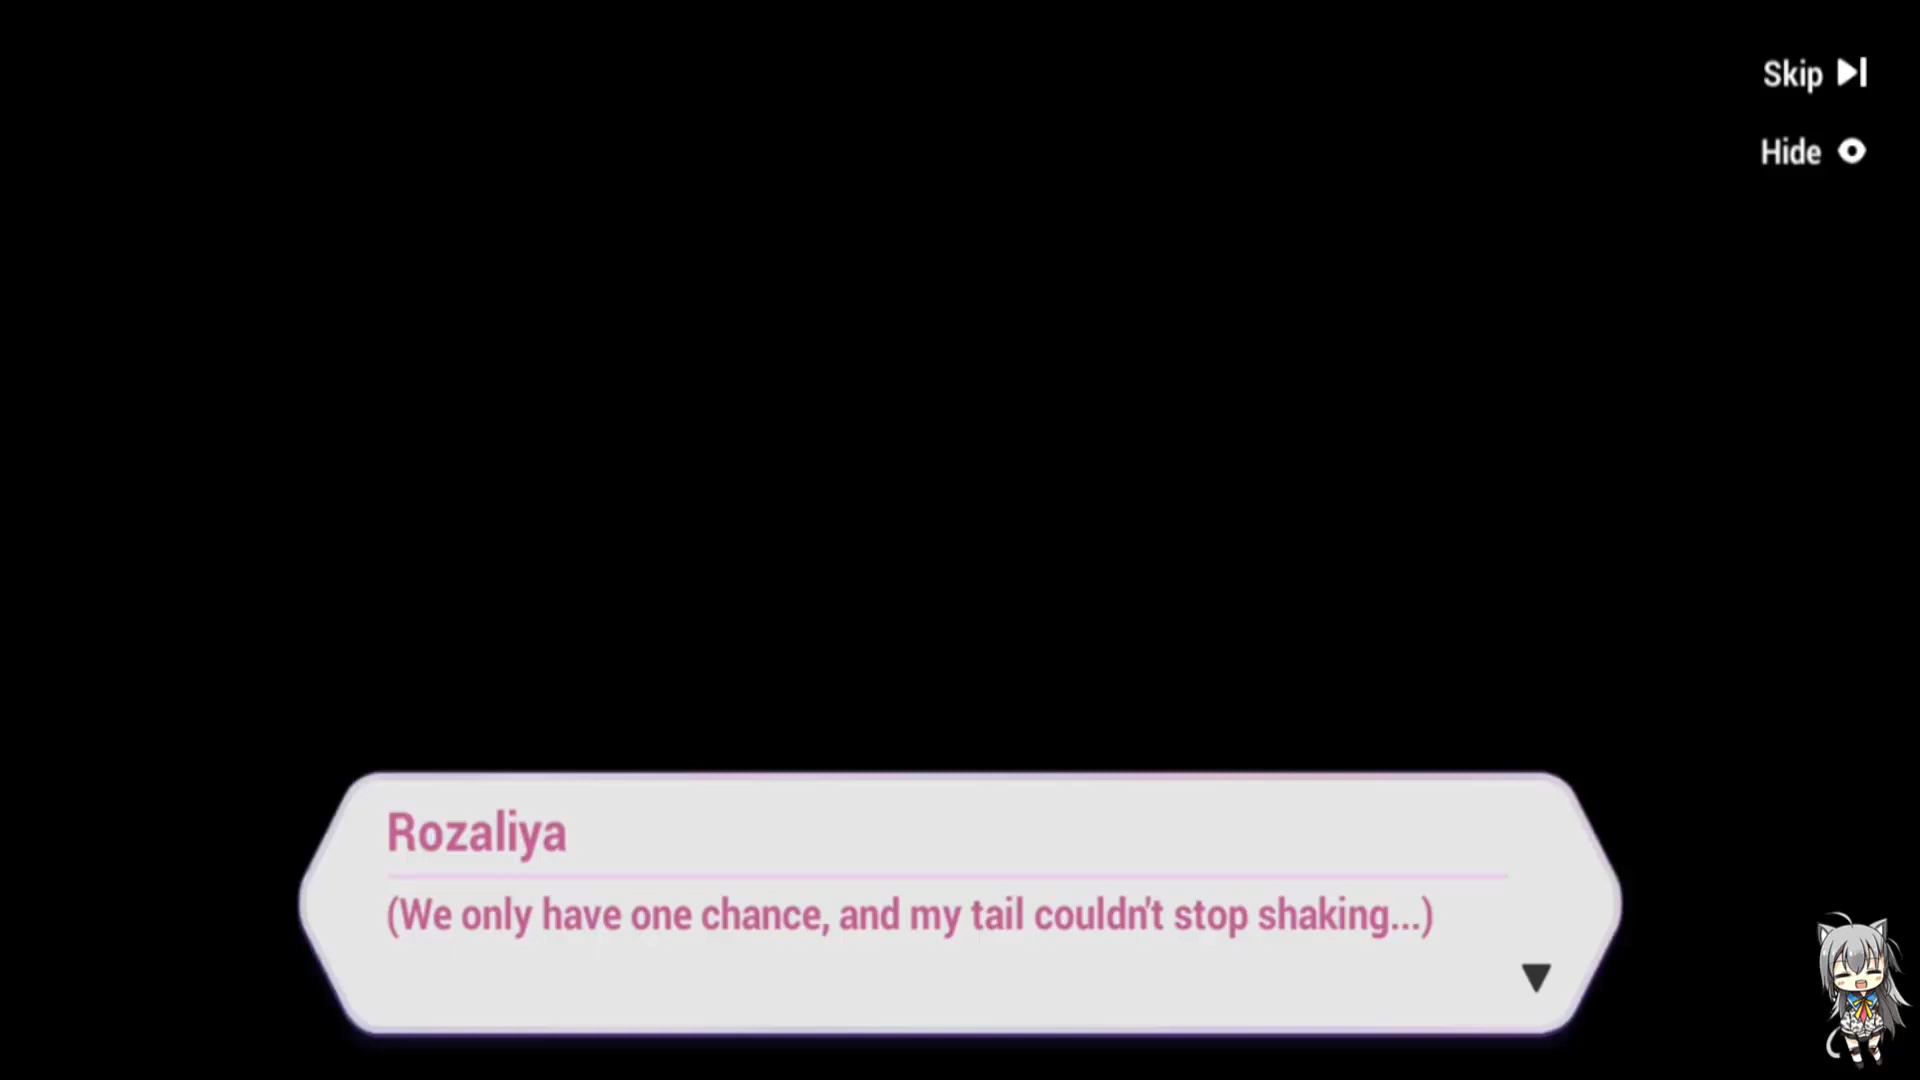 Skip
Hide
Rozaliya
(We only have one chance, and my tail couldn't stop shaking...)